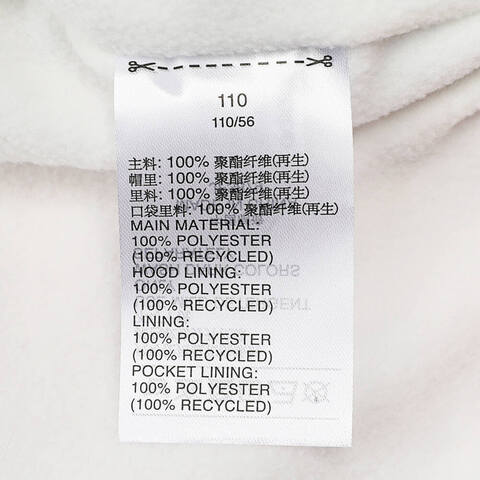 110
110/56
主料: 100% 聚酯纤维(再生)
帽里: 100% 聚酯纤维(再生)
里料: 100% 聚酯纤维(再生)
口袋里料: 100% 聚酯纤维(再生)
MAIN MATERIAL:
100% POLYESTER
(100% RECYCLED)
HOOD LINING:
100% POLYESTER
(100% RECYCLED)
LINING:
100% POLYESTER
(100% RECYCLED)
POCKET LINING:
100% POLYESTER
(100% RECYCLED)